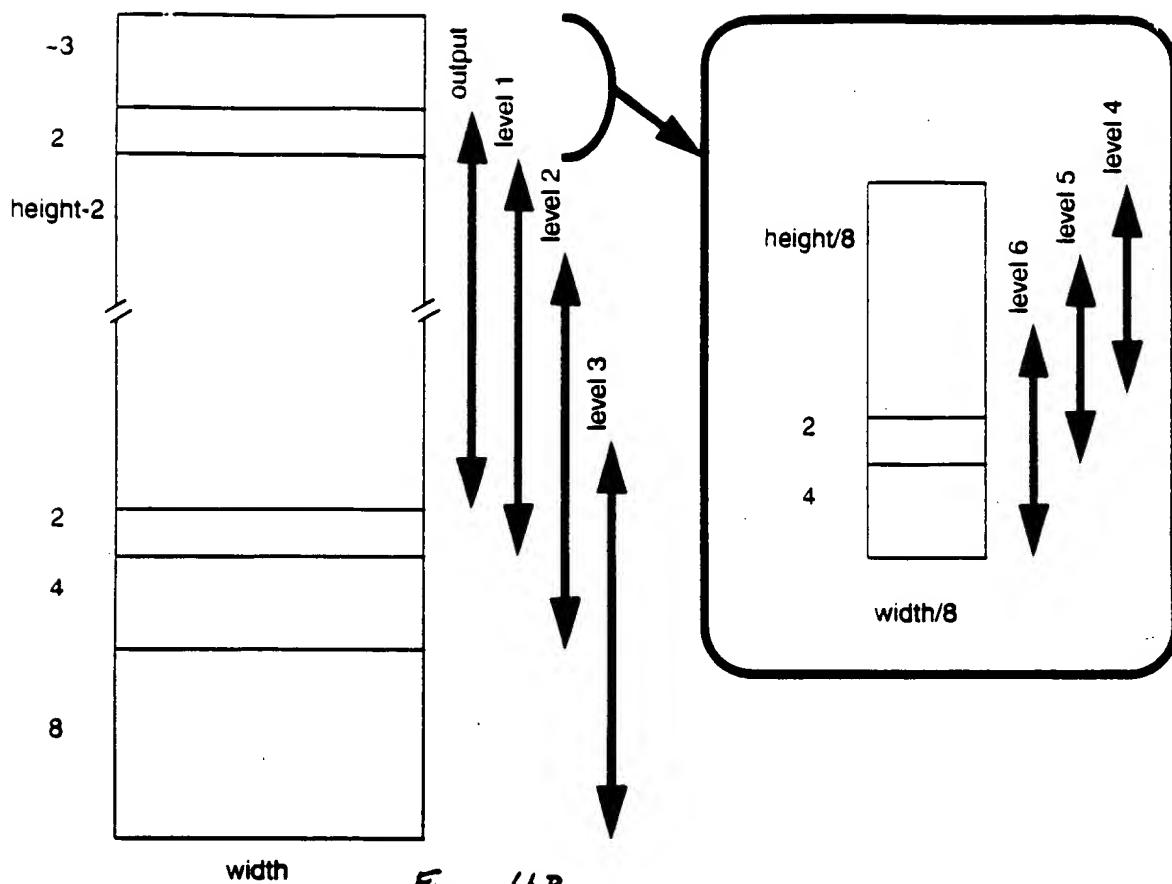 ~3
2
height-2
2
4
8
width
output
level 1
level 2
level 3
height/8
2
4
width/8
level 6
level 5
level 4